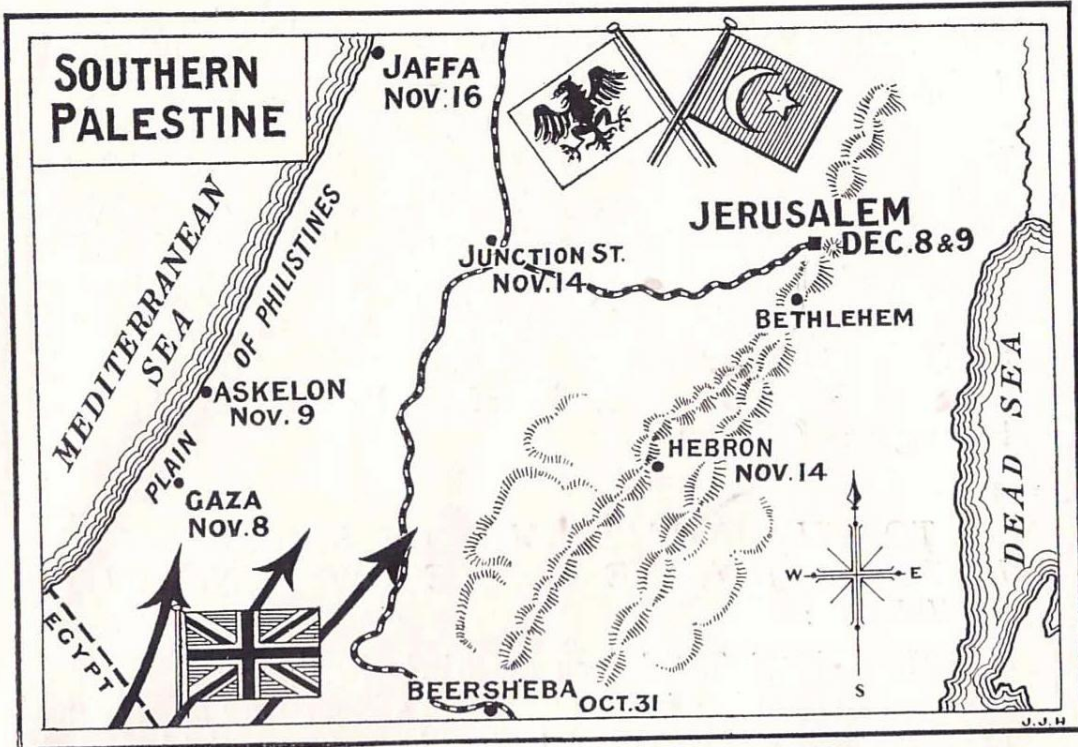 SOUTHERN
PALESTINE
JAFFA
NOV:16
MEDITERRANEAN
SEA
PLAIN OF PHILISTINES
JUNCTION ST.
NOV.14
JERUSALEM
DEC.8&9
BETHLEHEM
ASKELON
NOV. 9
HEBRON
NOV.14
GAZA
NOV.8
DEAD SEA
W E
S
EGYPT
BEERSHEBA OCT.31
J.J.H